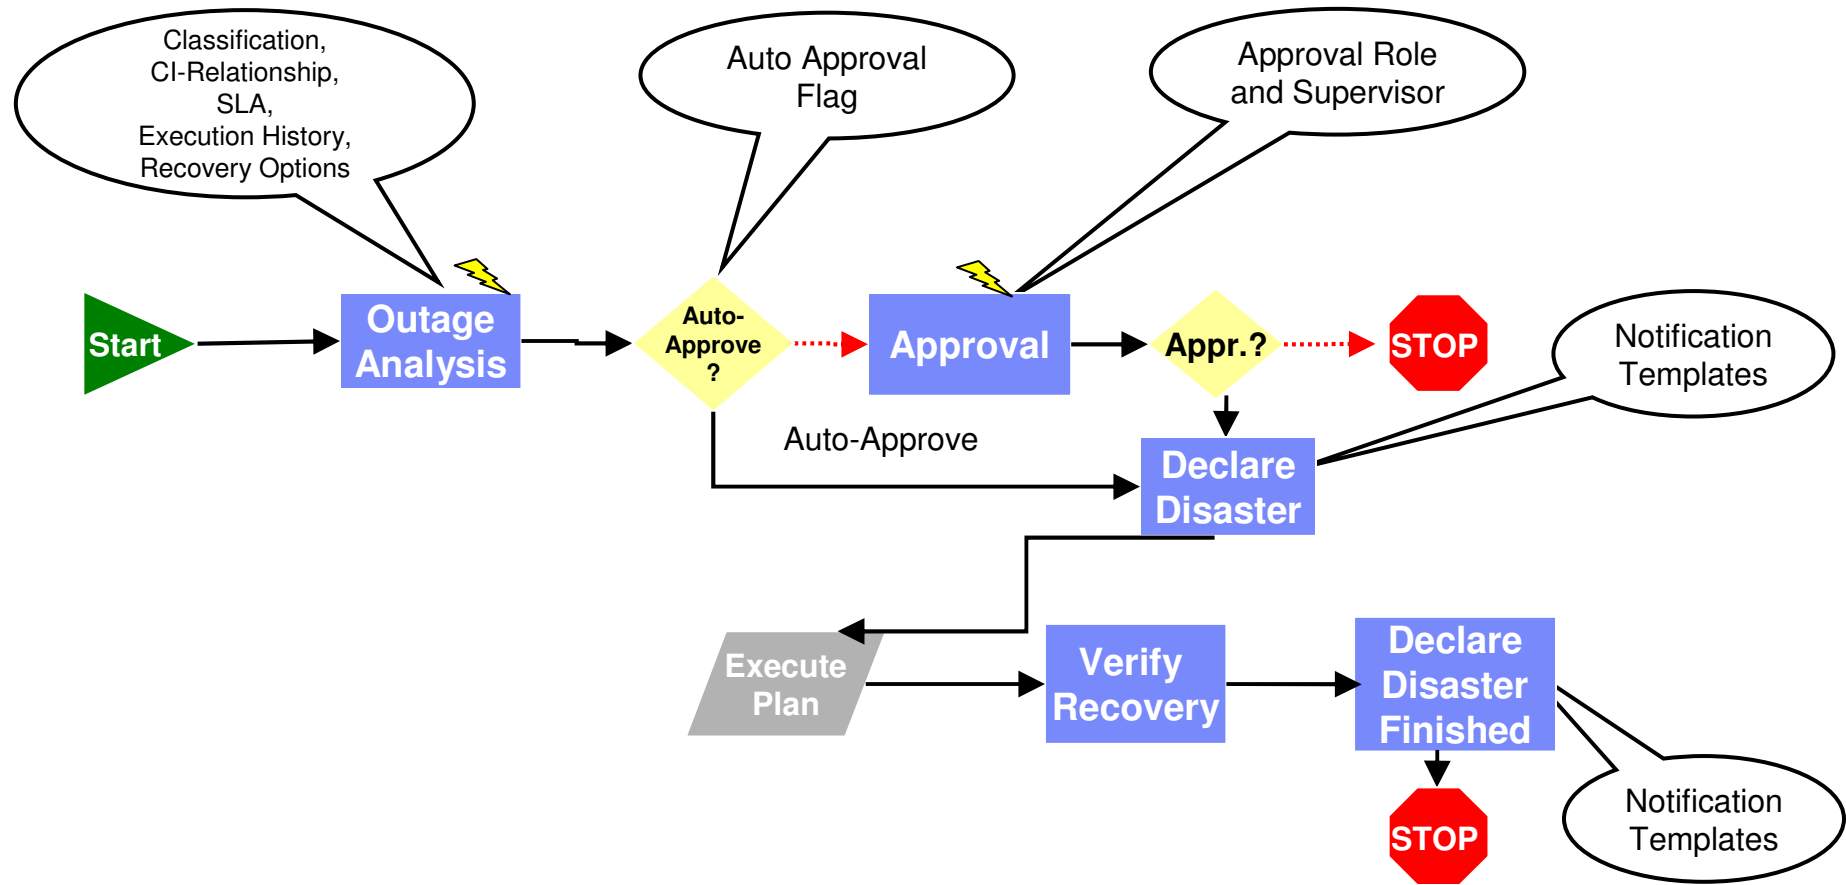 Classification,
CI-Relationship,
SLA,
Execution History,
Recovery Options
Auto Approval
Flag
Approval Role
and Supervisor
Start
Outage
Analysis
Auto-
Approve
?
Approval
Appr.?
STOP
Notification
Templates
Auto-Approve
Declare
Disaster
Execute
Plan
Verify
Recovery
Declare
Disaster
Finished
Notification
Templates
STOP